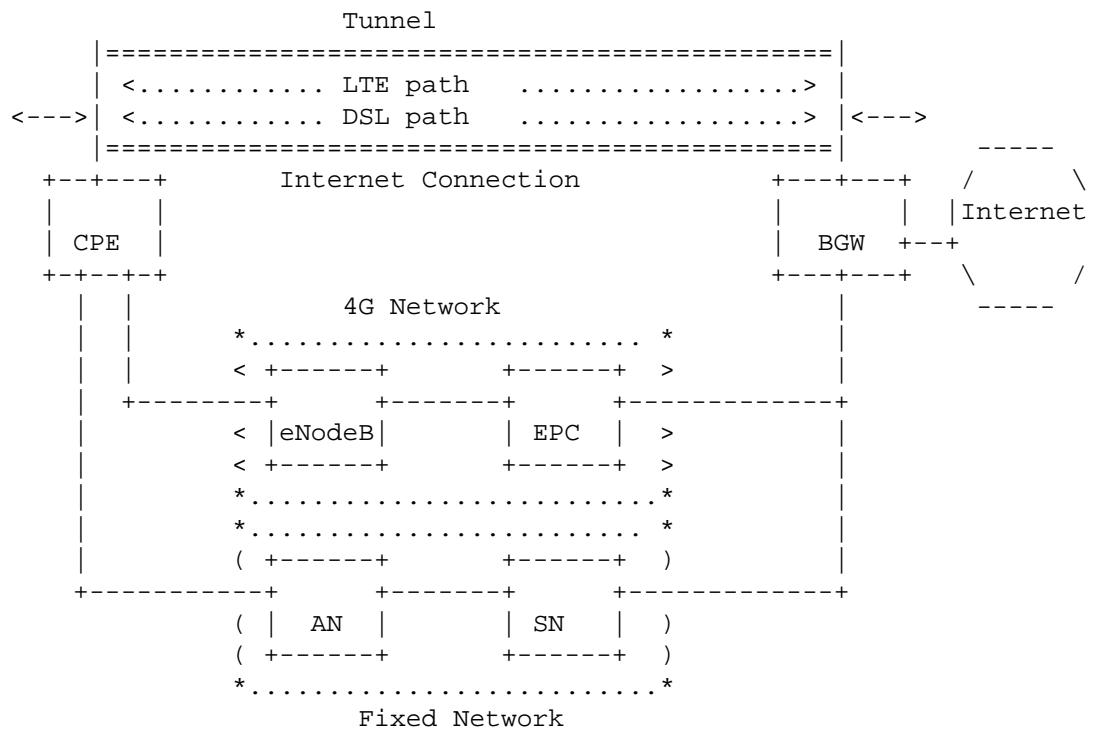 Tunnel
LTE path
DSL path
Internet Connection
Internet
CPE
BGW
4G Network
eNodeB
EPC
AN
SN
Fixed Network